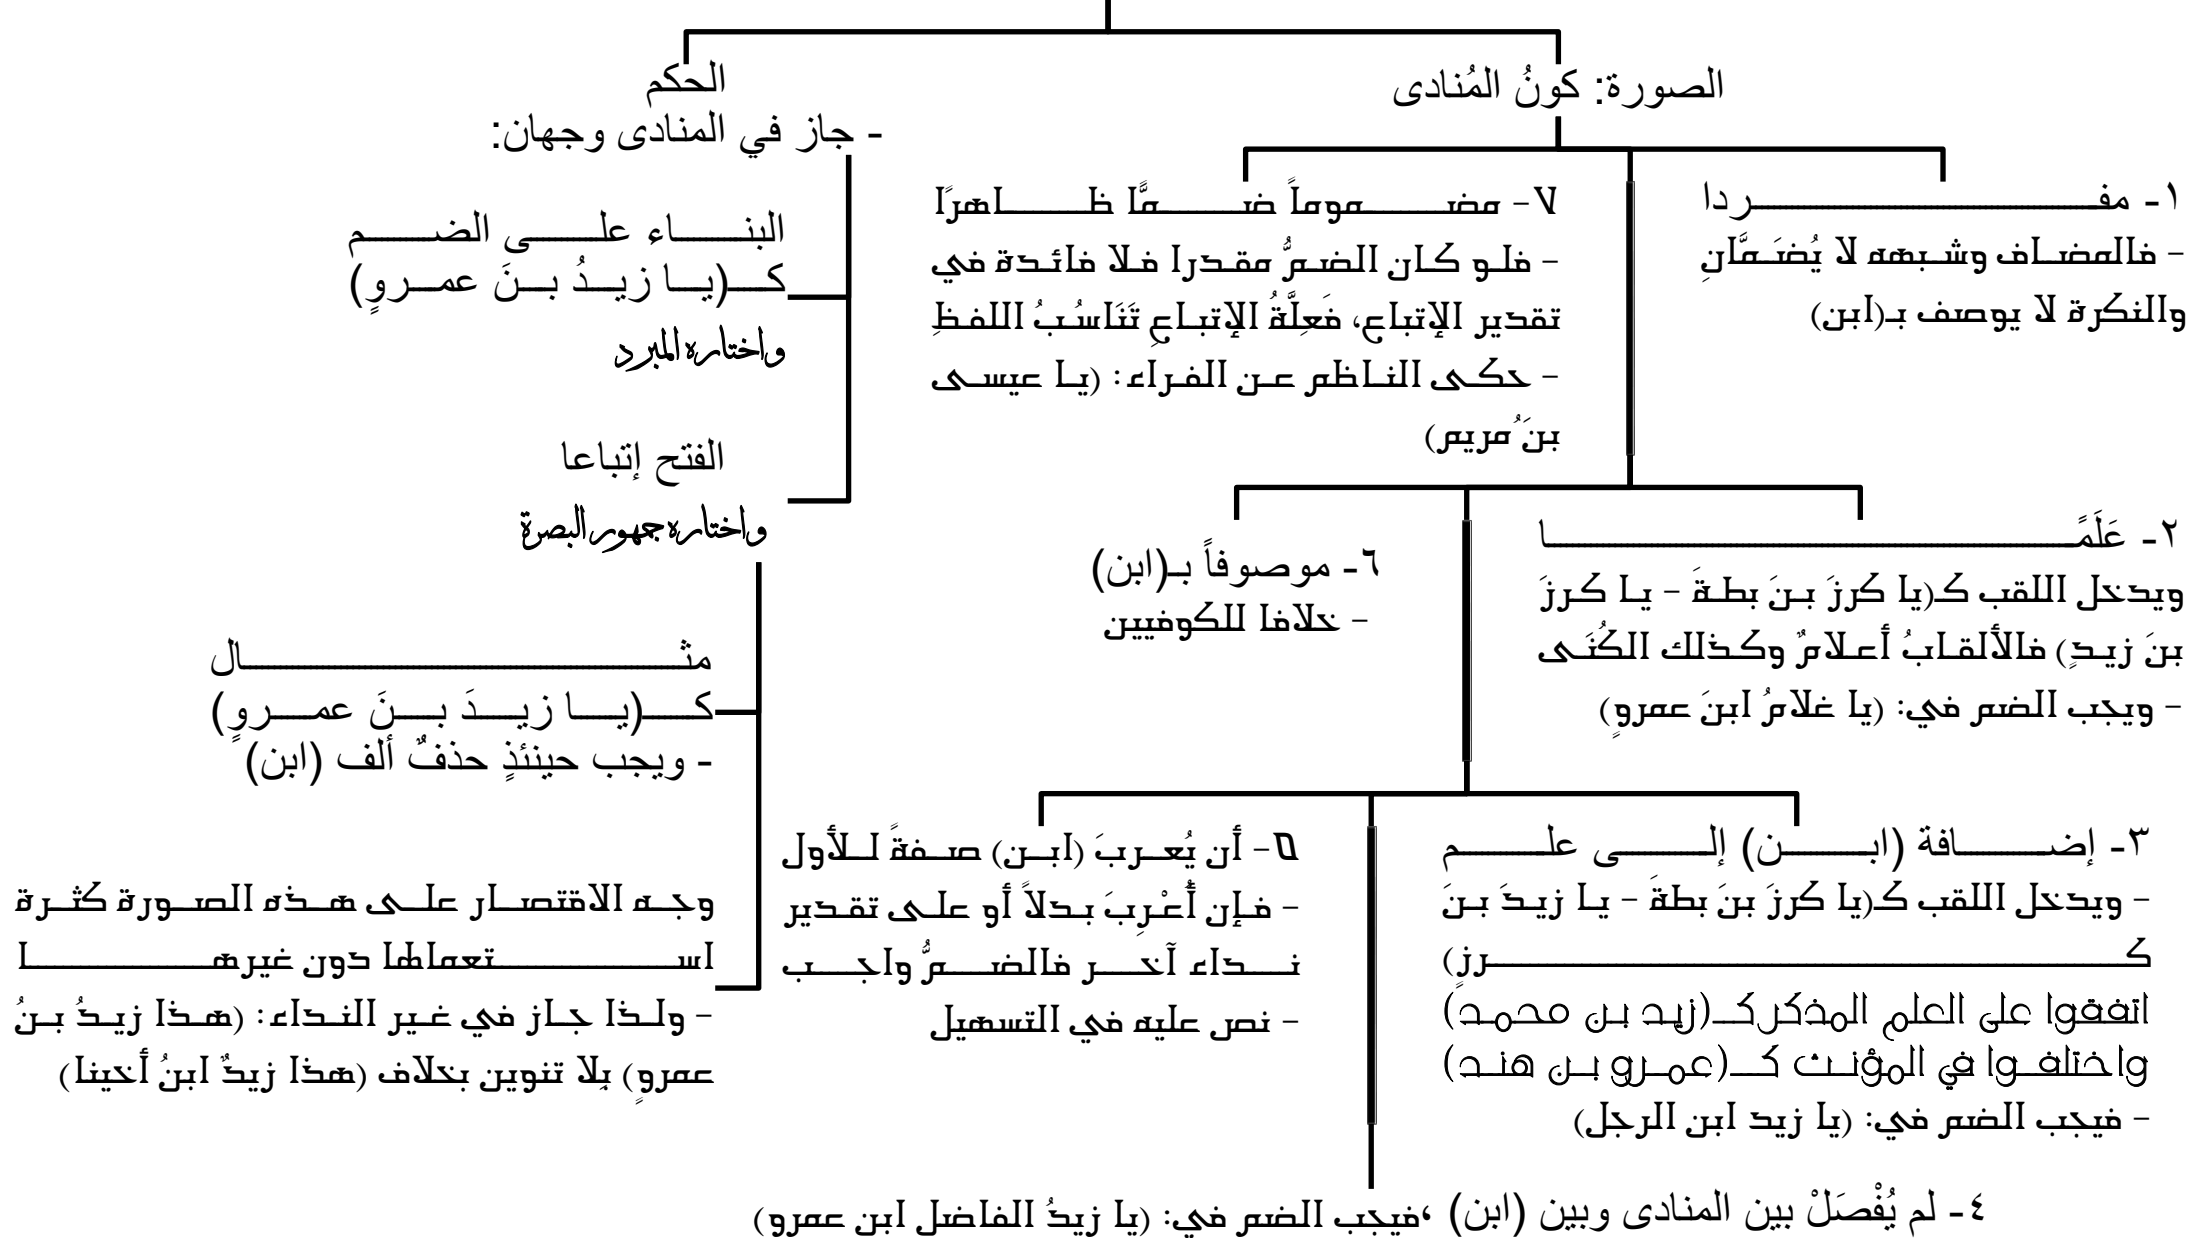 الصورة: كونُ المُنادى
١- مفردا
- فالمضاف وشبهه لا يُضَمَّانِ
والنكرة لا يوصف بـ(ابن)
٧- مضموماً ضمًّا ظاهرًا
- فلو كان الضمُّ مقدرا فلا فائدة في
تقدير الإتباع، فَعِلَّةُ الإتباعِ تَنَاسُبُ اللفظِ
- حكى الناظم عن الفراء: (يا عيسى
بنَُ مريم)
٢- عَلَمًا
ويدخل اللقب كـ(يا كرزَ بنَ بطةَ - يا كرزَ
بنَ زيدٍ) فالألقابُ أعلامٌ وكذلك الكُنَى
- ويجب الضم في: (يا غلامُ ابنَ عمروٍ)
٦- موصوفاً بـ(ابن)
- خلافا للكوفيين
٣- إضافة (ابن) إلى علم
- ويدخل اللقب كـ(يا كرزَ بنَ بطةَ - يا زيدَ بنَ
كرزٍ)
اتفقوا على العلم المذكر كـ(زيد بن محمد)
واختلفوا في المؤنث كـ(عمرو بن هند)
- فيجب الضم في: (يا زيد ابن الرجل)
٥- أن يُعربَ (ابن) صفةً للأول
- فإن أُعْرِبَ بدلاً أو على تقدير
نداء آخر فالضمُّ واجب
- نص عليه في التسهيل
٤- لم يُفْصَلْ بين المنادى وبين (ابن) ،فيجب الضم في: (يا زيدُ الفاضل ابن عمرو)
الحكم
- جاز في المنادى وجهان:
البناء على الضم
كـ(يا زيدُ بنَ عمروٍ)
واختاره المبرد
الفتح إتباعا
واختاره جمهور البصرة
مثال
كـ(يا زيدَ بنَ عمروٍ)
- ويجب حينئذٍ حذفٌ ألف (ابن)
وجه الاقتصار على هذه الصورة كثرة
استعمالها دون غيرها
- ولذا جاز في غير النداء: (هذا زيدُ بنُ
عمروٍ) بلا تنوين بخلاف (هذا زيدٌ ابنُ أخينا)